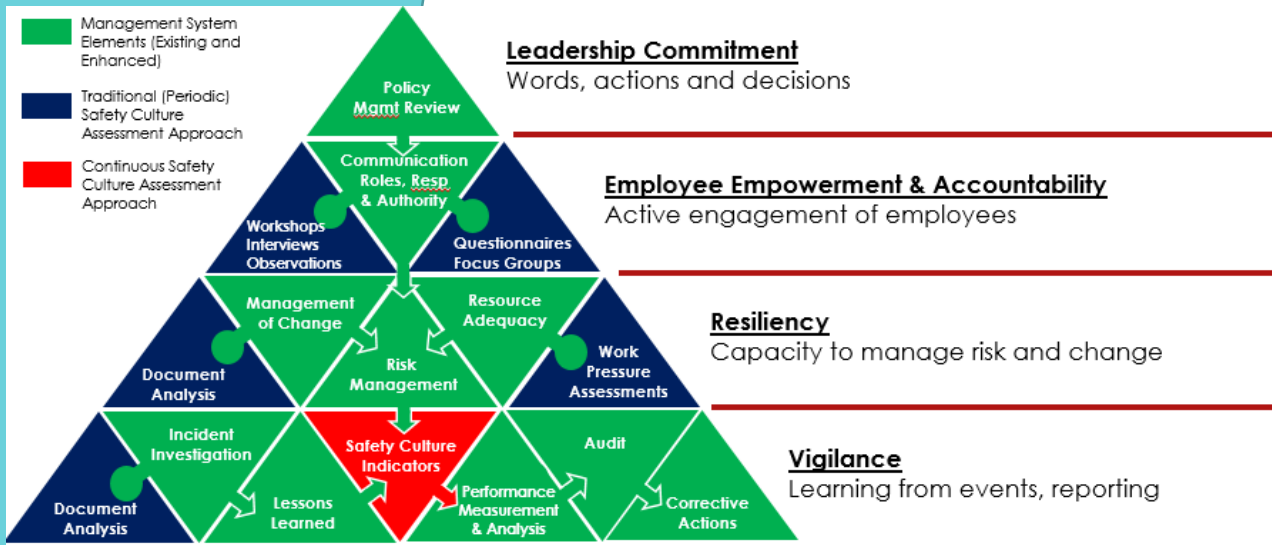 Management System
Elements (Existing and
Enhanced)
Traditional (Periodic)
Safety Culture
Assessment Approach
Continuous Safety
Culture Assessment
Approach
Policy
Mgmt Review
Leadership Commitment
Words, actions and decisions
Communication
Roles, Resp
& Authority
Workshops
Interviews
Observations
Questionnaires
Focus Groups
Employee Empowerment & Accountability
Active engagement of employees
Management
of Change
Resource
Adequacy
Document
Analysis
Risk
Management
Work
Pressure
Assessments
Resiliency
Capacity to manage risk and change
Incident
Investigation
Safety Culture
Indicators
Audit
Document
Analysis
Lessons
Learned
Performance
Measurement
& Analysis
Corrective
Actions
Vigilance
Learning from events, reporting